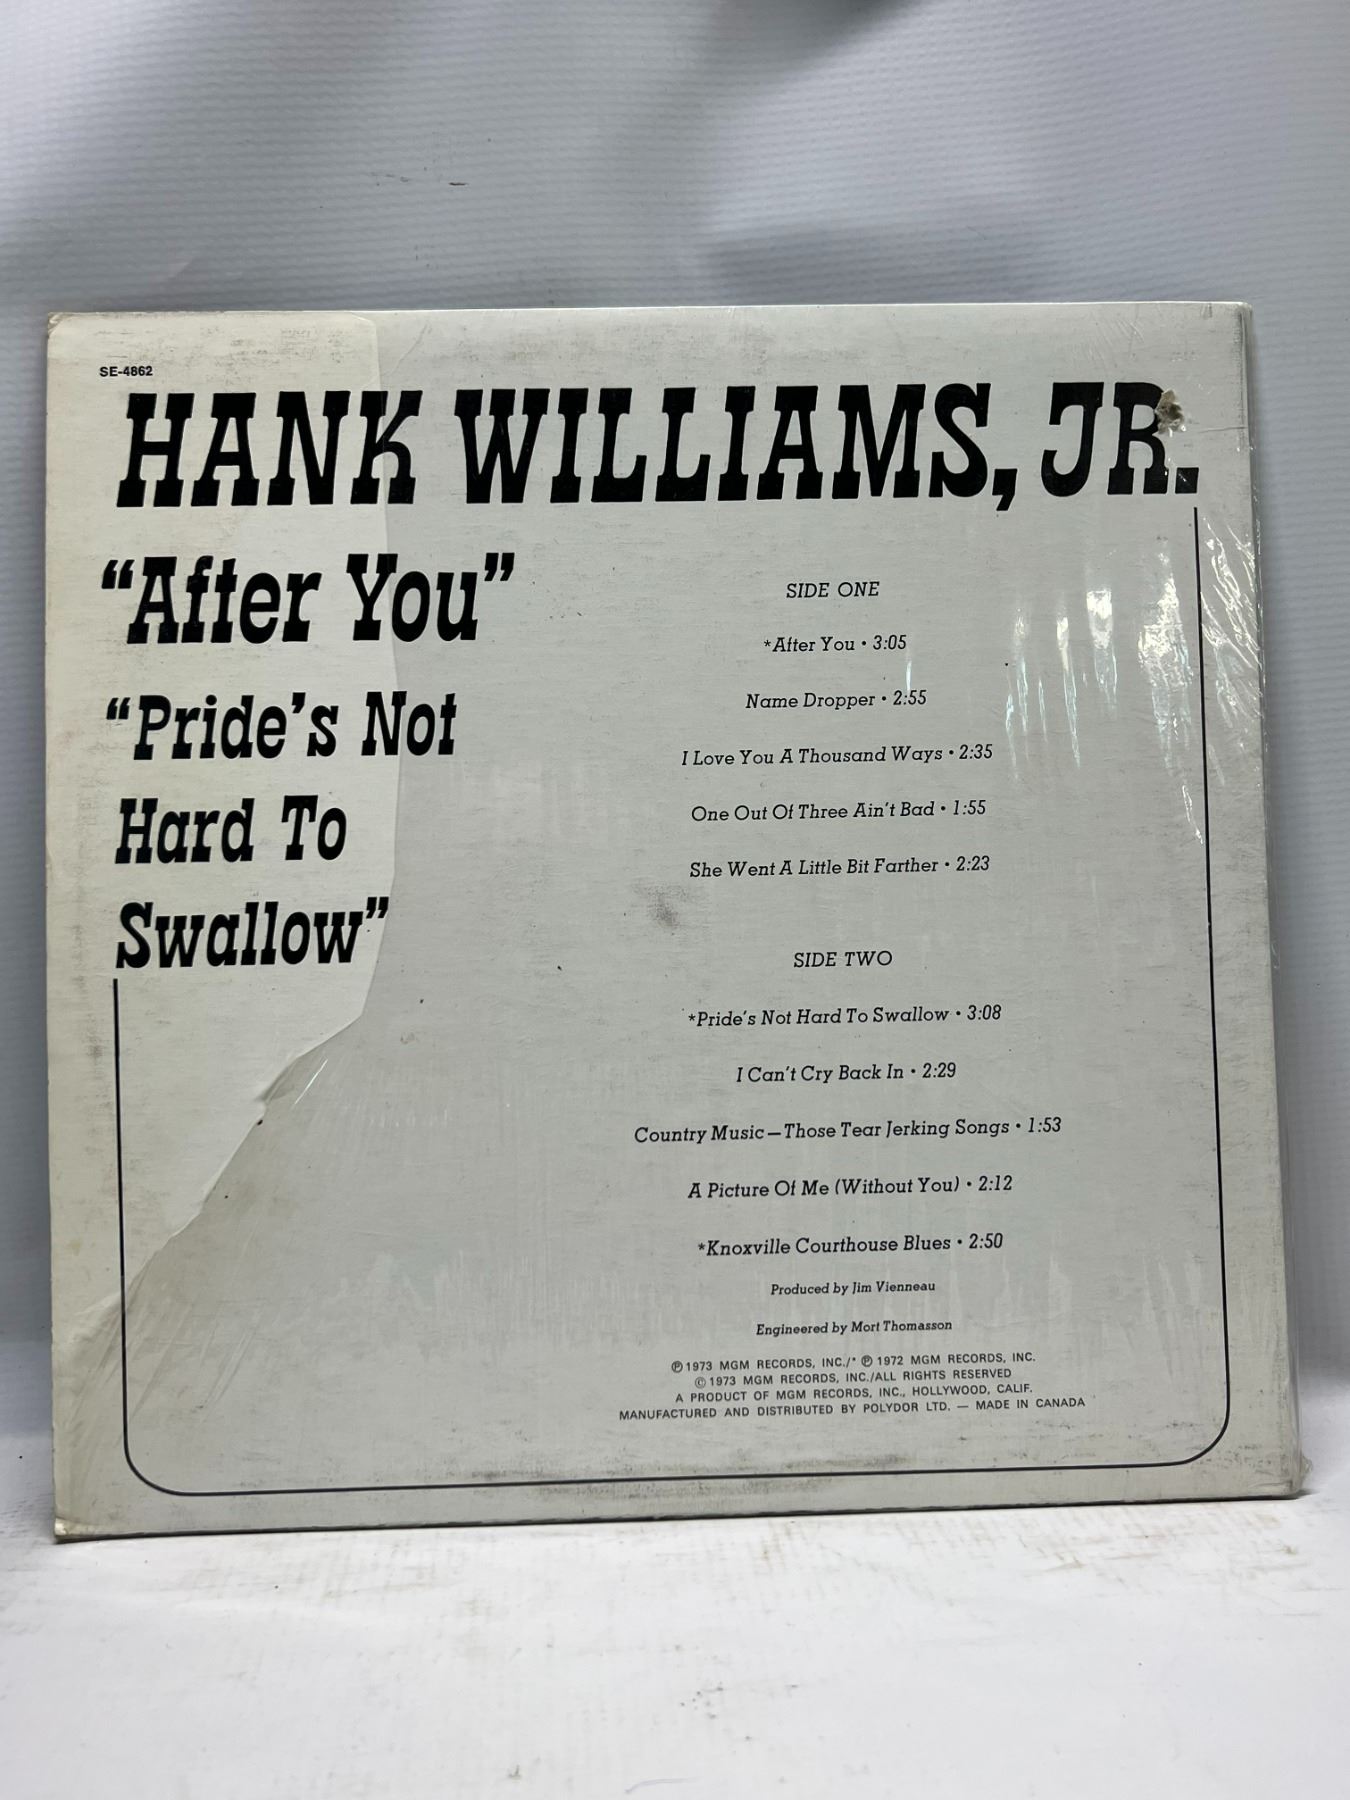 SE-4862
HANK WILLIAMS, JR.
“After You”
“Pride's Not
Hard To
Swallow”
SIDE ONE
*After You • 3:05
Name Dropper • 2:55
I Love You A Thousand Ways • 2:35
One Out Of Three Ain't Bad • 1:55
She Went A Little Bit Farther • 2:23
SIDE TWO
*Pride's Not Hard To Swallow • 3:08
I Can't Cry Back In • 2:29
Country Music—Those Tear Jerking Songs • 1:53
A Picture Of Me (Without You) • 2:12
*Knoxville Courthouse Blues • 2:50
Produced by Jim Vienneau
Engineered by Mort Thomasson
℗1973 MGM RECORDS, INC./* ℗ 1972 MGM RECORDS, INC.
©1973 MGM RECORDS, INC./ALL RIGHTS RESERVED
A PRODUCT OF MGM RECORDS, INC., HOLLYWOOD, CALIF.
MANUFACTURED AND DISTRIBUTED BY POLYDOR LTD. — MADE IN CANADA